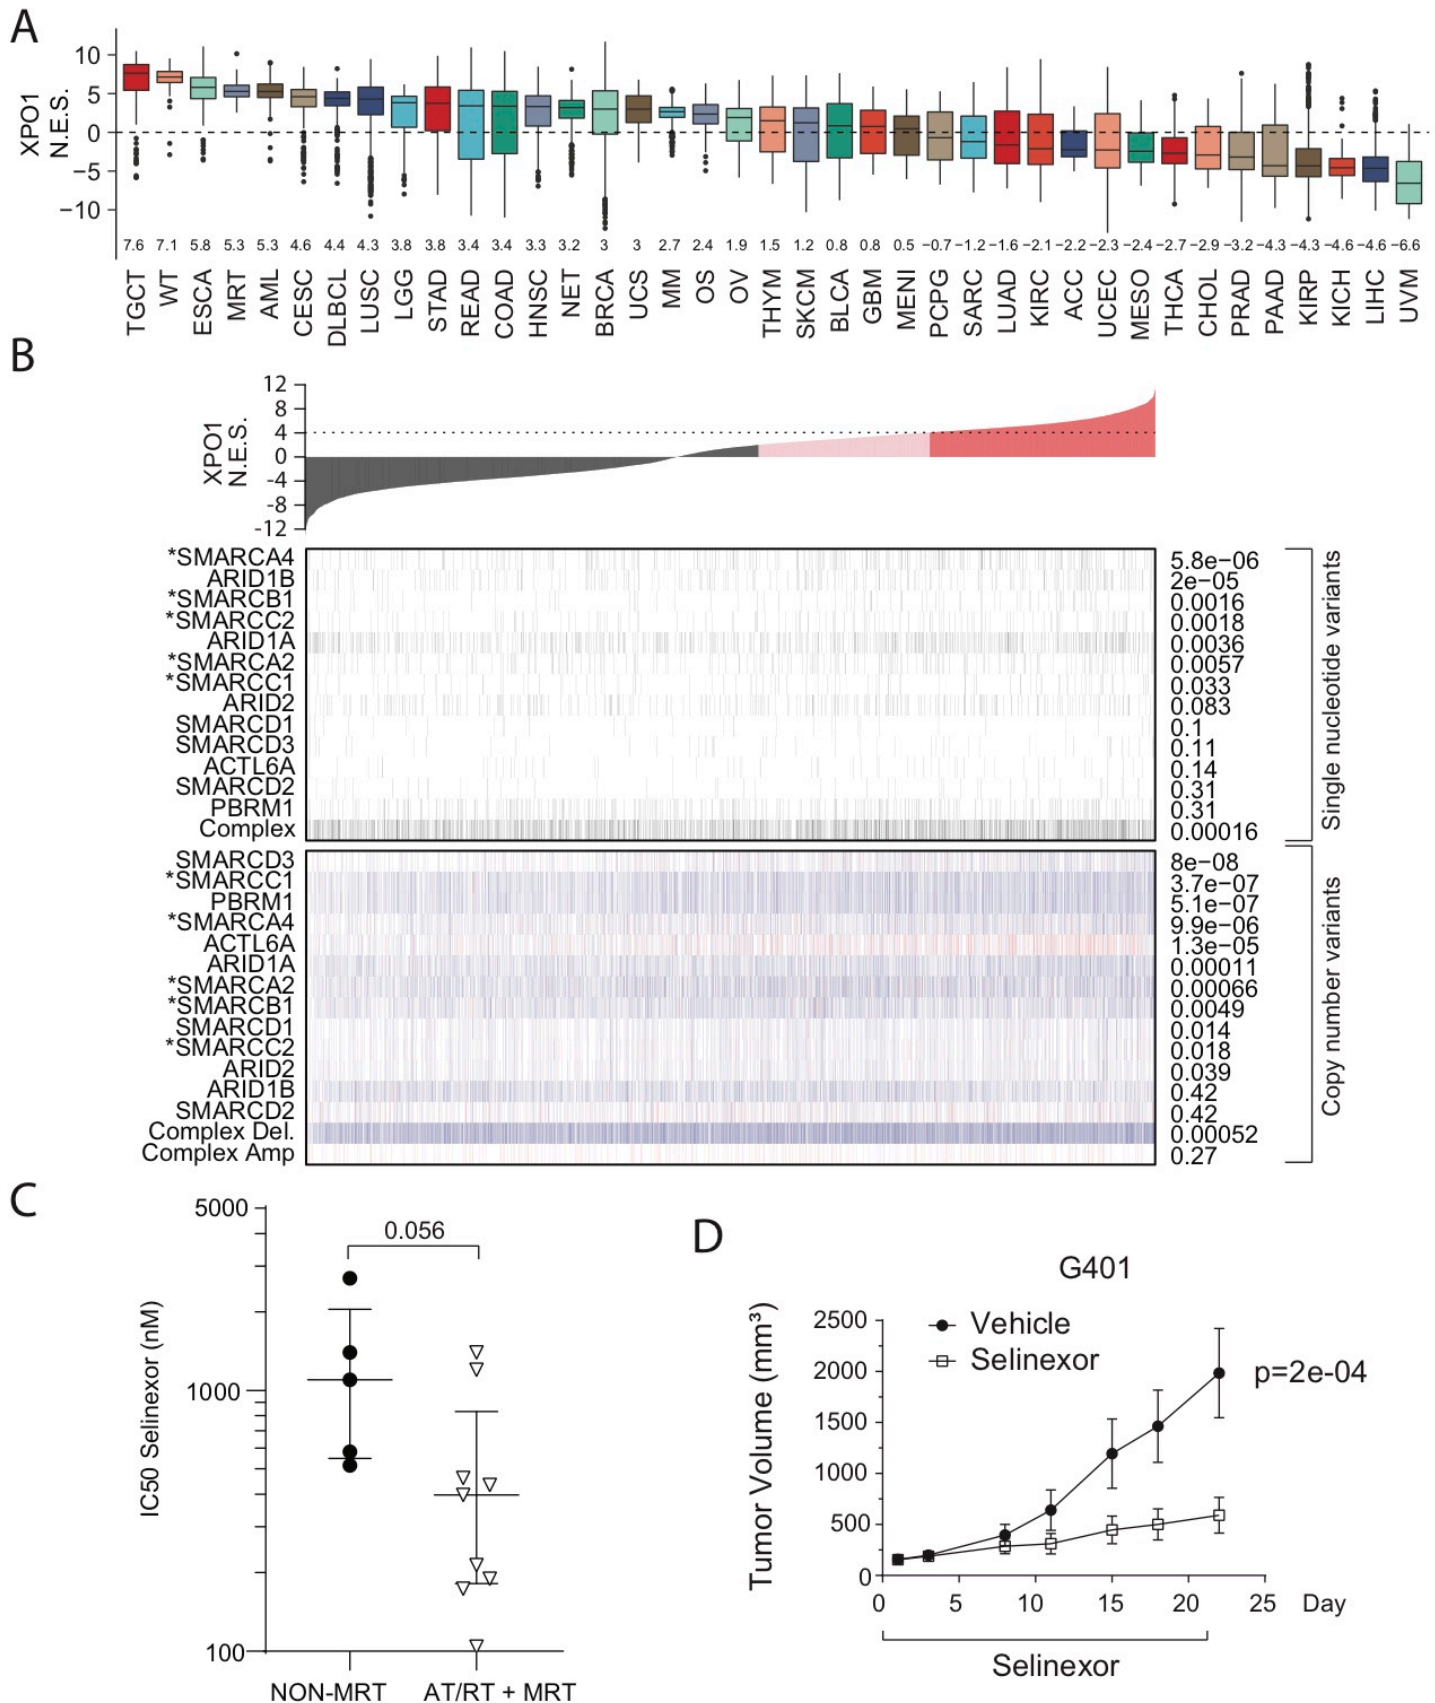 A
XPO1
N.E.S.
10
5
0
−5
−10
7.6 7.1 5.8 5.3 5.3 4.6 4.4 4.3 3.8 3.8 3.4 3.4 3.3 3.2 3 3 2.7 2.4 1.9 1.5 1.2 0.8 0.8 0.5 −0.7 −1.2 −1.6 −2.1 −2.2 −2.3 −2.4 −2.7 −2.9 −3.2 −4.3 −4.3 −4.6 −4.6 −6.6
TGCT WT ESCA MRT AML CESC DLBCL LUSC LGG STAD READ COAD HNSC NET BRCA UCS MM OS OV THYM SKCM BLCA GBM MENI PCPG SARC LUAD KIRC ACC UCEC MESO THCA CHOL PRAD PAAD KIRP KICH LIHC UVM
B
XPO1
N.E.S.
12
8
4
0
-4
-8
-12
*SMARCA4 5.8e−06
ARID1B 2e−05
*SMARCB1 0.0016
*SMARCC2 0.0018
ARID1A 0.0036
*SMARCA2 0.0057
*SMARCC1 0.033
ARID2 0.083
SMARCD1 0.1
SMARCD3 0.11
ACTL6A 0.14
SMARCD2 0.31
PBRM1 0.31
Complex 0.00016
Single nucleotide variants
SMARCD3 8e−08
*SMARCC1 3.7e−07
PBRM1 5.1e−07
*SMARCA4 9.9e−06
ACTL6A 1.3e−05
ARID1A 0.00011
*SMARCA2 0.00066
*SMARCB1 0.0049
SMARCD1 0.014
*SMARCC2 0.018
ARID2 0.039
ARID1B 0.42
SMARCD2 0.42
Complex Del. 0.00052
Complex Amp 0.27
Copy number variants
C
IC50 Selinexor (nM)
5000
1000
100
0.056
NON-MRT AT/RT + MRT
D
G401
Tumor Volume (mm³)
2500
2000
1500
1000
500
0
Vehicle
Selinexor
p=2e-04
0 5 10 15 20 25 Day
Selinexor